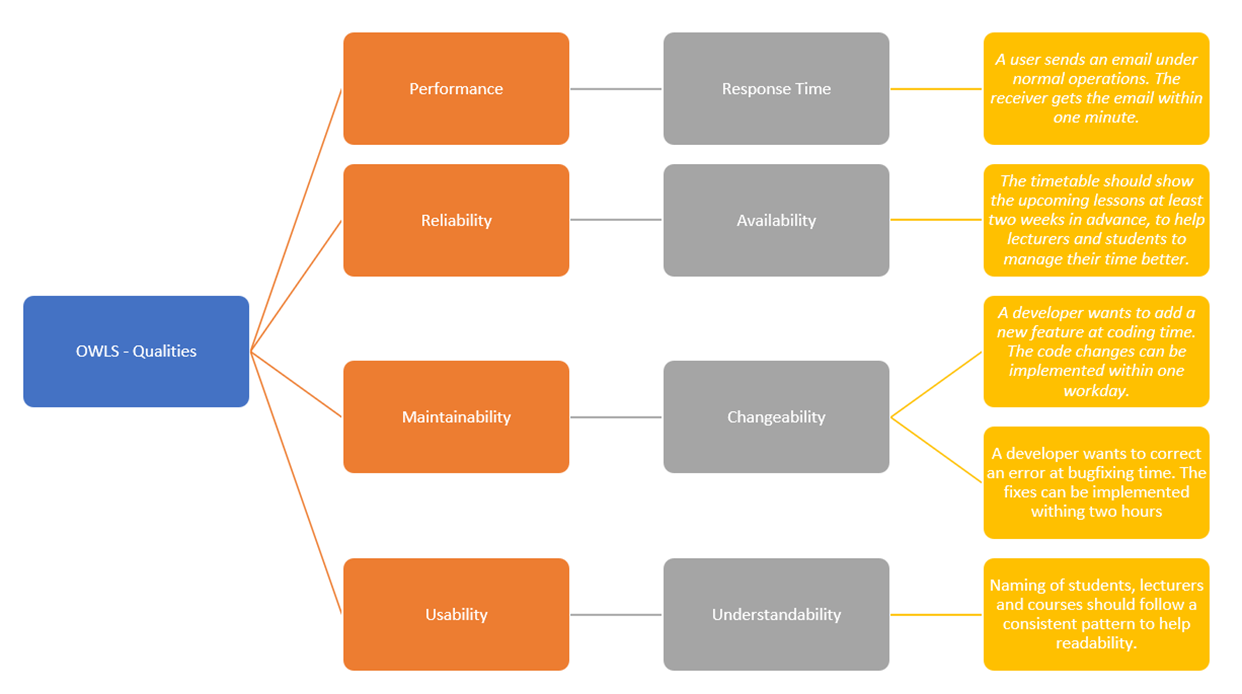 OWLS - Qualities
Performance
Response Time
A user sends an email under
normal operations. The
receiver gets the email within
one minute.
Reliability
Availability
The timetable should show
the upcoming lessons at least
two weeks in advance, to help
lecturers and students to
manage their time better.
Maintainability
Changeability
A developer wants to add a
new feature at coding time.
The code changes can be
implemented within one
workday.
A developer wants to correct
an error at bugfixing time. The
fixes can be implemented
withing two hours
Usability
Understandability
Naming of students, lecturers
and courses should follow a
consistent pattern to help
readability.